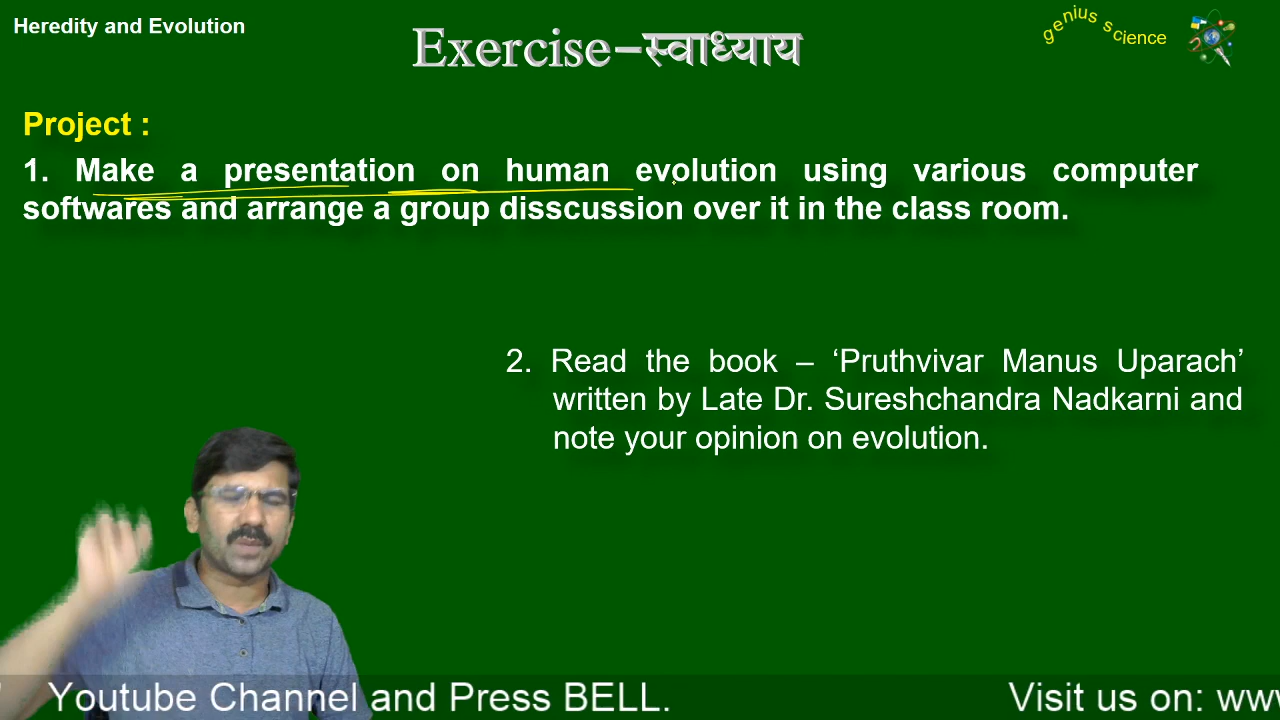 Heredity and Evolution
Exercise-स्वाध्याय
genius science
Project :
1. Make a presentation on human evolution using various computer
softwares and arrange a group disscussion over it in the class room.
2. Read the book – ‘Pruthvivar Manus Uparach’
written by Late Dr. Sureshchandra Nadkarni and
note your opinion on evolution.
Youtube Channel and Press BELL. Visit us on: www